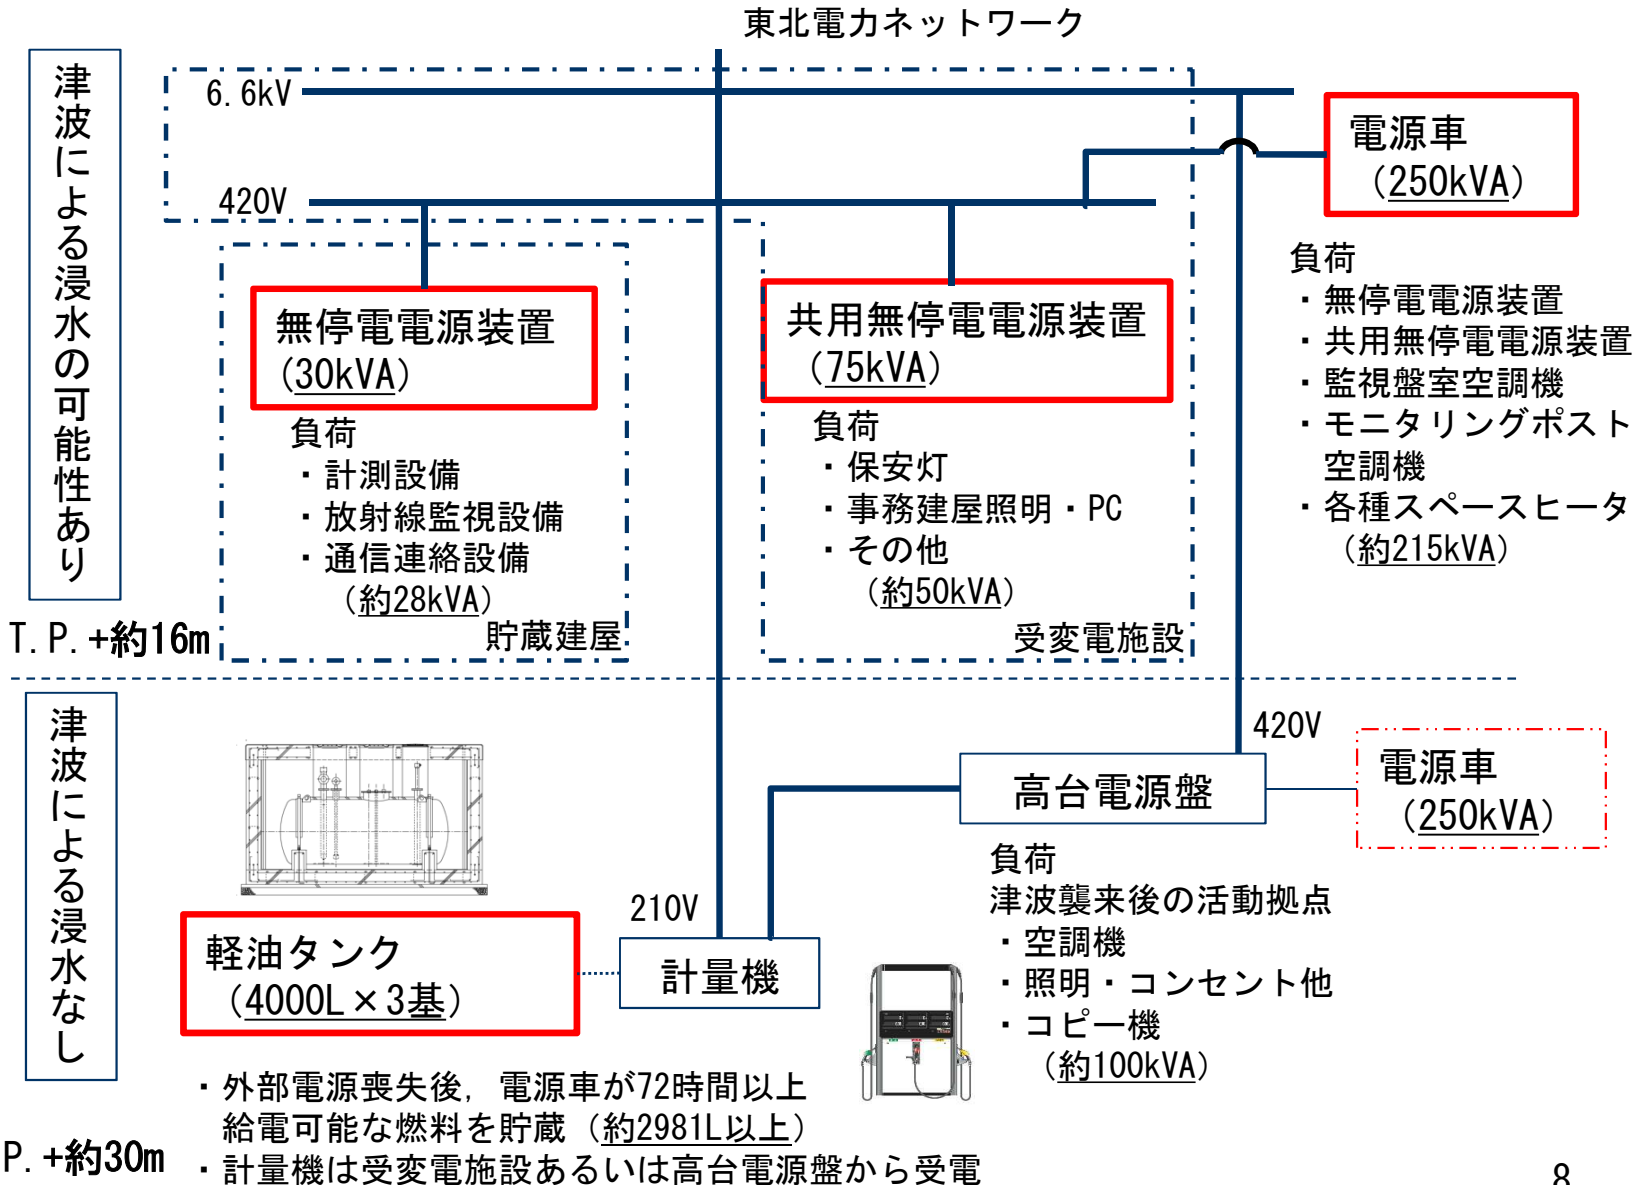 東北電力ネットワーク
津波による浸水の可能性あり
6.6kV
420V
電源車
（250kVA）
負荷
・無停電電源装置
・共用無停電電源装置
・監視盤室空調機
・モニタリングポスト
空調機
・各種スペースヒータ
（約215kVA）
無停電電源装置
（30kVA）
負荷
・計測設備
・放射線監視設備
・通信連絡設備
（約28kVA）
貯蔵建屋
共用無停電電源装置
（75kVA）
負荷
・保安灯
・事務建屋照明・PC
・その他
（約50kVA）
受変電施設
T.P.+約16m
津波による浸水なし
420V
高台電源盤
電源車
（250kVA）
負荷
津波襲来後の活動拠点
・空調機
・照明・コンセント他
・コピー機
（約100kVA）
210V
計量機
軽油タンク
（4000L×3基）
・外部電源喪失後，電源車が72時間以上
給電可能な燃料を貯蔵（約2981L以上）
・計量機は受変電施設あるいは高台電源盤から受電
P.+約30m
8